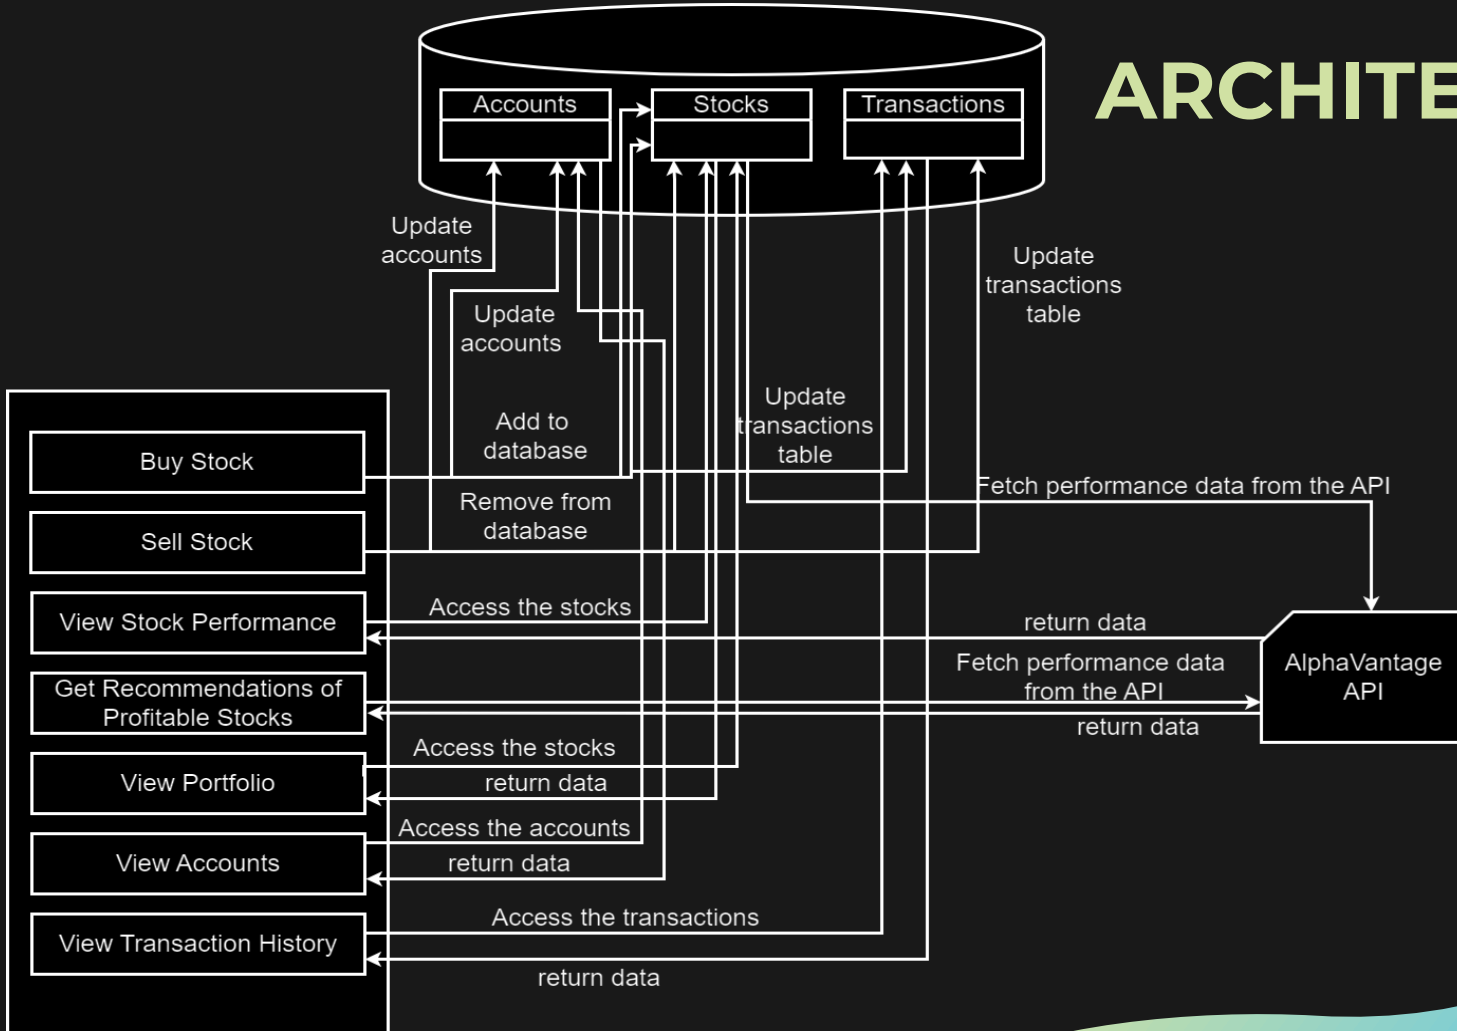 ARCHITE
Accounts
Stocks
Transactions
Update
accounts
Update
transactions
table
Update
accounts
Update
transactions
table
Add to
database
Buy Stock
Fetch performance data from the API
Remove from
database
Sell Stock
Access the stocks
View Stock Performance
return data
Fetch performance data
from the API
AlphaVantage
API
Get Recommendations of
Profitable Stocks
return data
Access the stocks
View Portfolio
return data
Access the accounts
View Accounts
return data
Access the transactions
View Transaction History
return data